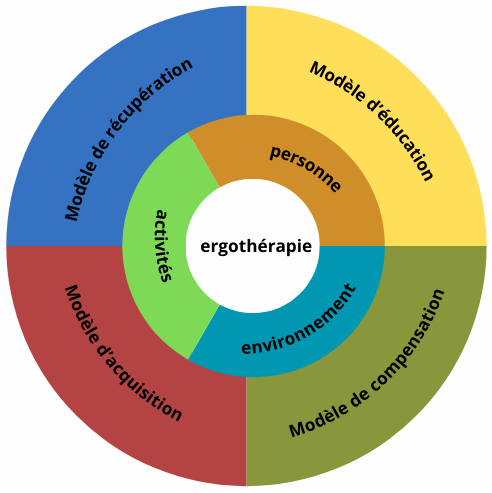 Modèle de récupération
Modèle d'éducation
personne
activités
ergothérapie
environnement
Modèle d'acquisition
Modèle de compensation